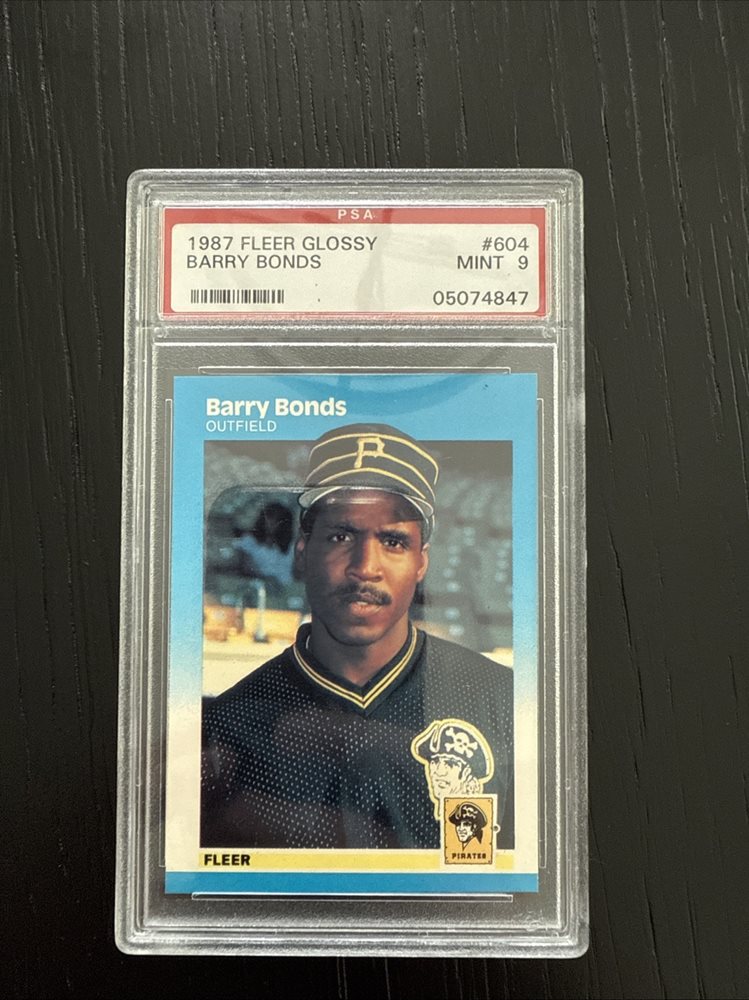 PSA
1987 FLEER GLOSSY #604
BARRY BONDS MINT 9
05074847
Barry Bonds
OUTFIELD
P
FLEER
PIRATES